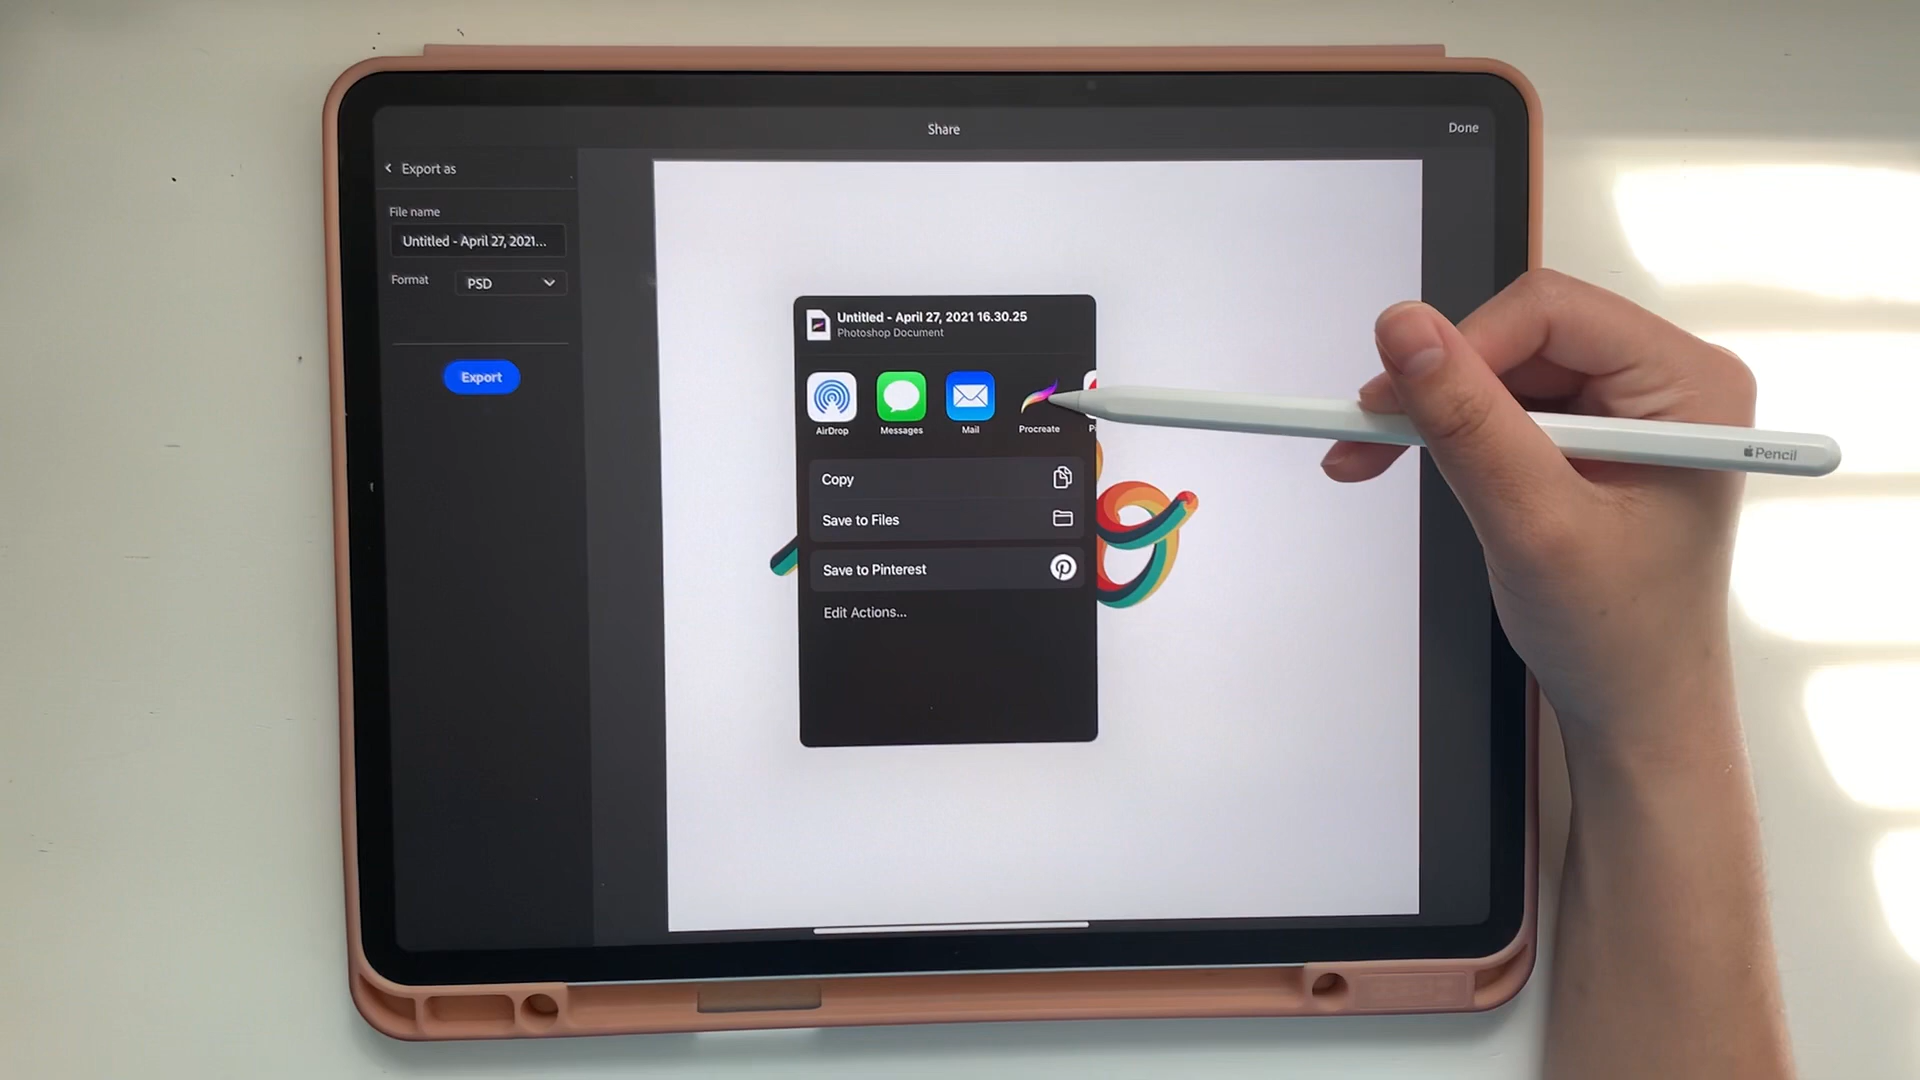 Share
Done
Export as
File name
Untitled - April 27, 2021...
Format
PSD
Export
Untitled - April 27, 2021 16.30.25
Photoshop Document
AirDrop
Messages
Mail
Procreate
Copy
Save to Files
Save to Pinterest
Edit Actions...
Pencil